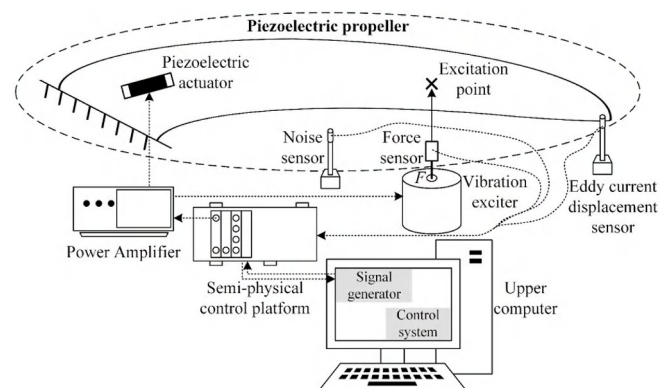 Piezoelectric propeller
Piezoelectric
actuator
Excitation
point
Noise
sensor
Force
sensor
F
Vibration
exciter
Eddy current
displacement
sensor
Power Amplifier
Semi-physical
control platform
Signal
generator
Control
system
Upper
computer